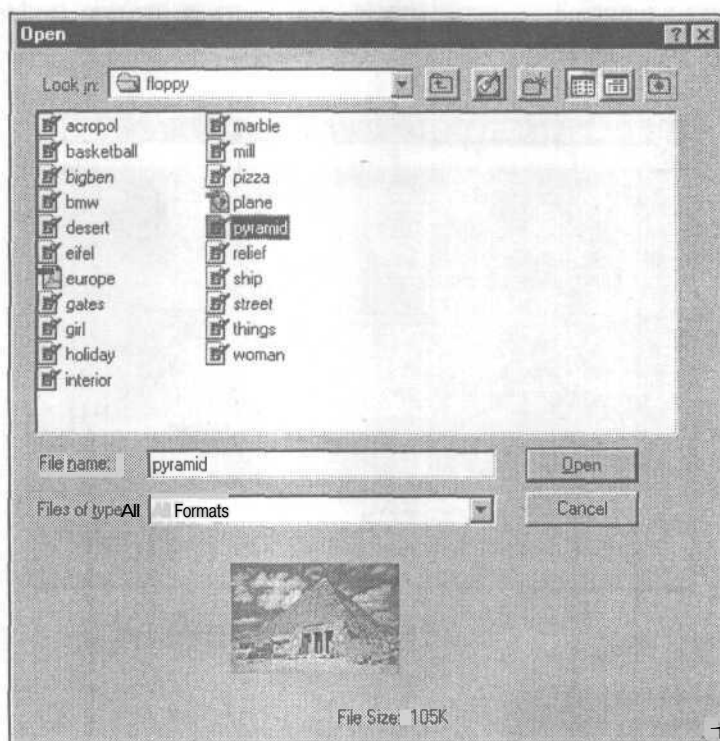 Open
Look in: floppy
acropol
basketball
bigben
bmw
desert
eifel
europe
gates
girl
holiday
interior
marble
mill
pizza
plane
pyramid
relief
ship
street
things
woman
File name: pyramid Open
Files of type All Formats Cancel
File Size: 105K